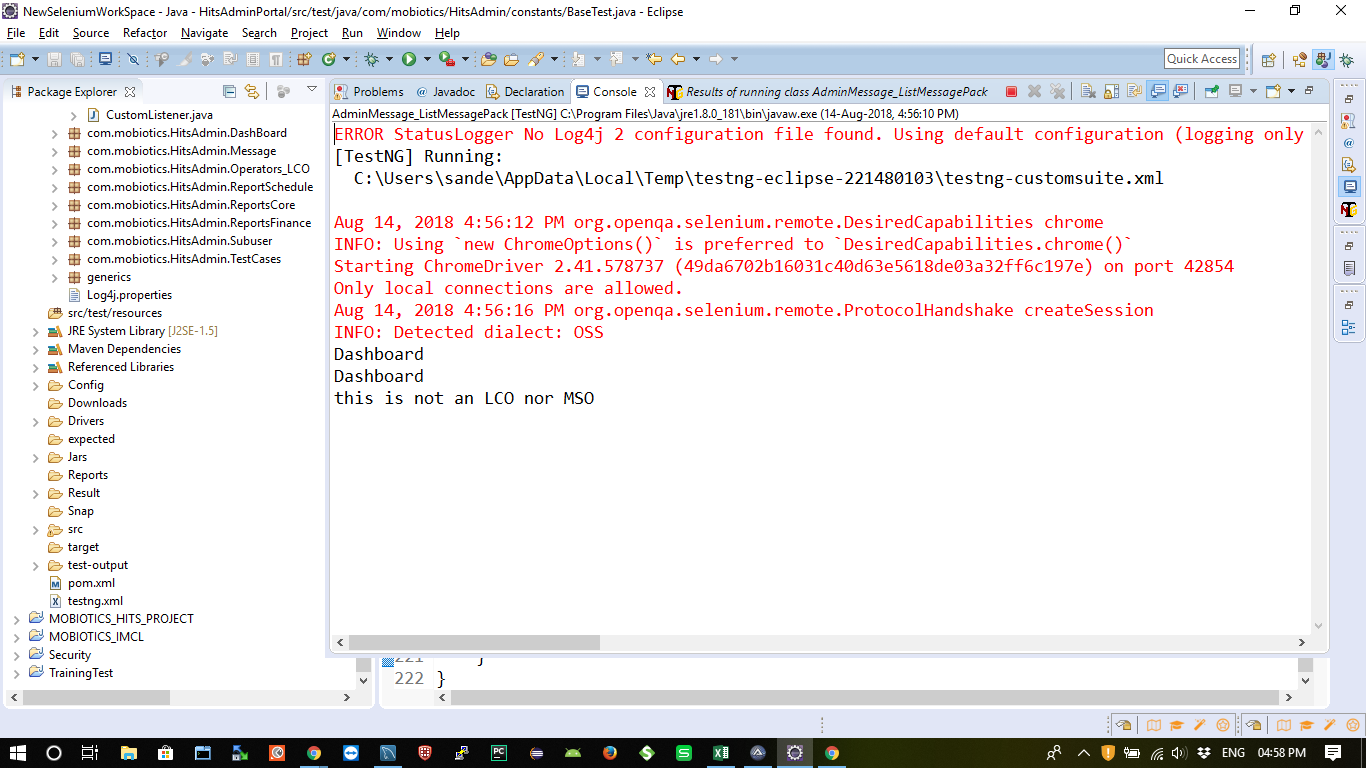 NewSeleniumWorkSpace - Java - HitsAdminPortal/src/test/java/com/mobiotics/HitsAdmin/constants/BaseTest.java - Eclipse
File Edit Source Refactor Navigate Search Project Run Window Help
Quick Access
Package Explorer
CustomListener.java
com.mobiotics.HitsAdmin.DashBoard
com.mobiotics.HitsAdmin.Message
com.mobiotics.HitsAdmin.Operators_LCO
com.mobiotics.HitsAdmin.ReportSchedule
com.mobiotics.HitsAdmin.ReportsCore
com.mobiotics.HitsAdmin.ReportsFinance
com.mobiotics.HitsAdmin.Subuser
com.mobiotics.HitsAdmin.TestCases
generics
Log4j.properties
src/test/resources
JRE System Library [J2SE-1.5]
Maven Dependencies
Referenced Libraries
Config
Downloads
Drivers
expected
Jars
Reports
Result
Snap
src
target
test-output
pom.xml
testng.xml
MOBIOTICS_HITS_PROJECT
MOBIOTICS_IMCL
Security
TrainingTest
Problems @ Javadoc Declaration Console Results of running class AdminMessage_ListMessagePack
AdminMessage_ListMessagePack [TestNG] C:\Program Files\Java\jre1.8.0_181\bin\javaw.exe (14-Aug-2018, 4:56:10 PM)
ERROR StatusLogger No Log4j 2 configuration file found. Using default configuration (logging only
[TestNG] Running:
C:\Users\sande\AppData\Local\Temp\testng-eclipse-221480103\testng-customsuite.xml
Aug 14, 2018 4:56:12 PM org.openqa.selenium.remote.DesiredCapabilities chrome
INFO: Using `new ChromeOptions()` is preferred to `DesiredCapabilities.chrome()`
Starting ChromeDriver 2.41.578737 (49da6702b16031c40d63e5618de03a32ff6c197e) on port 42854
Only local connections are allowed.
Aug 14, 2018 4:56:16 PM org.openqa.selenium.remote.ProtocolHandshake createSession
INFO: Detected dialect: OSS
Dashboard
Dashboard
this is not an LCO nor MSO
221 }
222 }
ENG 04:58 PM